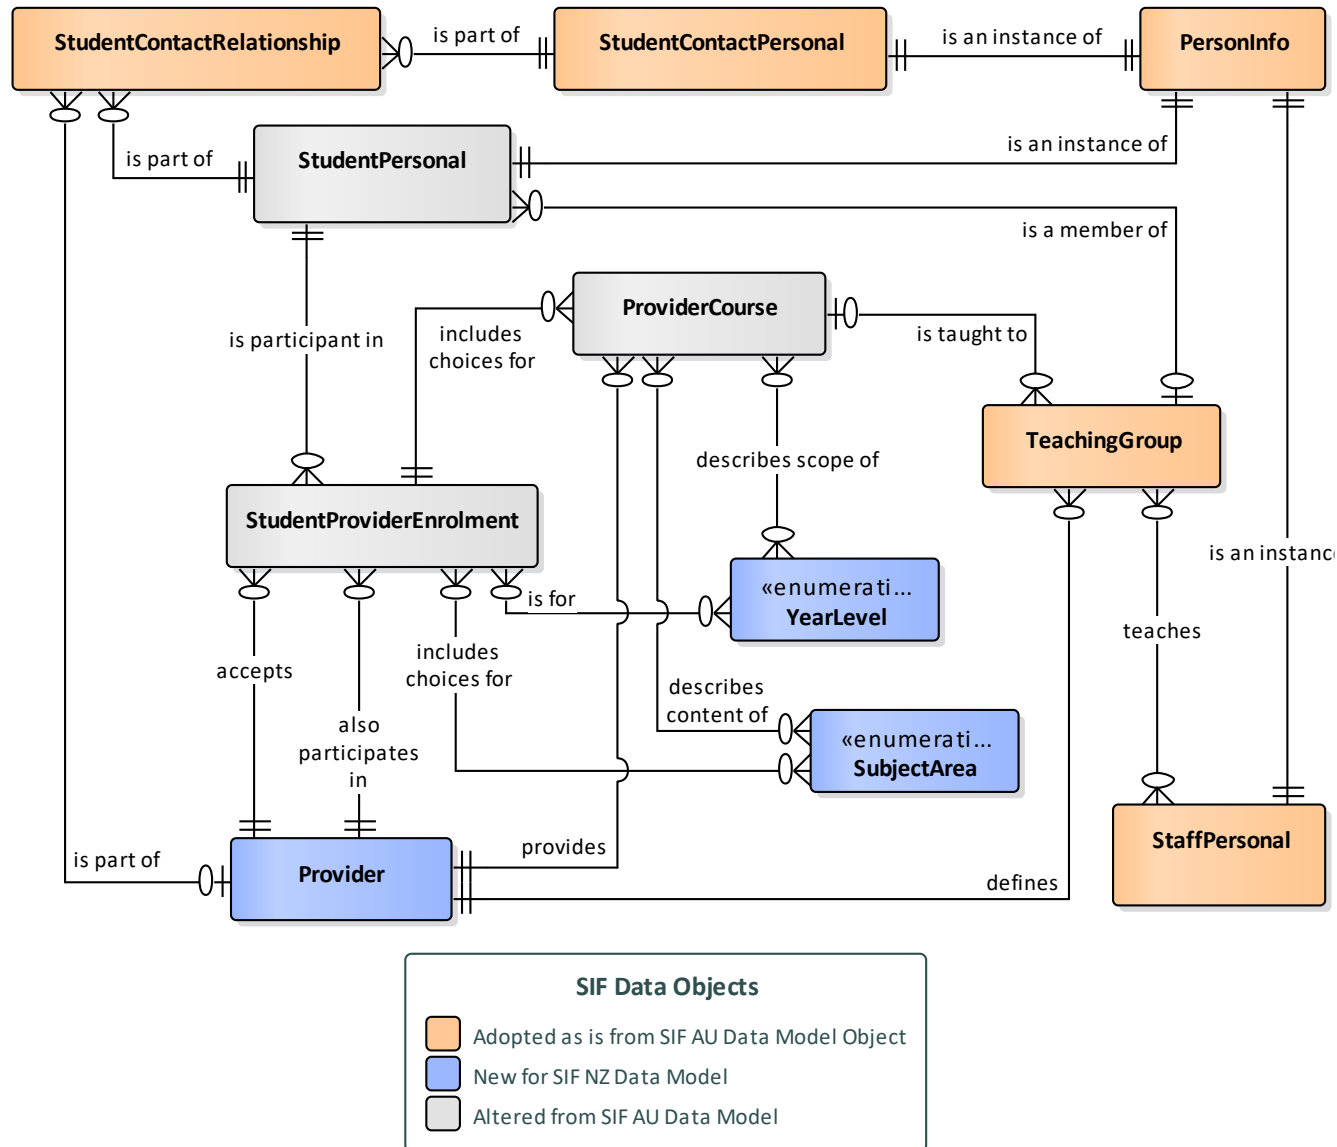 StudentContactRelationship
is part of
StudentContactPersonal
is an instance of
PersonInfo
is part of
StudentPersonal
is an instance of
is a member of
is participant in
includes
choices for
ProviderCourse
is taught to
describes scope of
TeachingGroup
StudentProviderEnrolment
is for
«enumerati...
YearLevel
is an instanc
teaches
accepts
includes
choices for
also
participates
in
describes
content of
«enumerati...
SubjectArea
is part of
Provider
provides
defines
StaffPersonal
SIF Data Objects
Adopted as is from SIF AU Data Model Object
New for SIF NZ Data Model
Altered from SIF AU Data Model